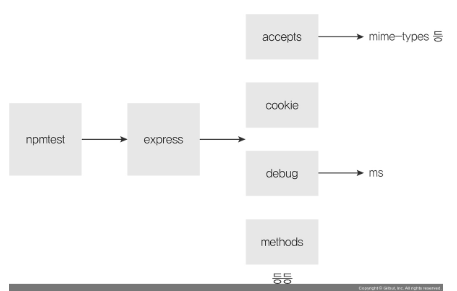 accepts
mime-types 등
cookie
npmtest
express
debug
ms
methods
등등
Copyright© Gilbut, Inc. All rights reserved.